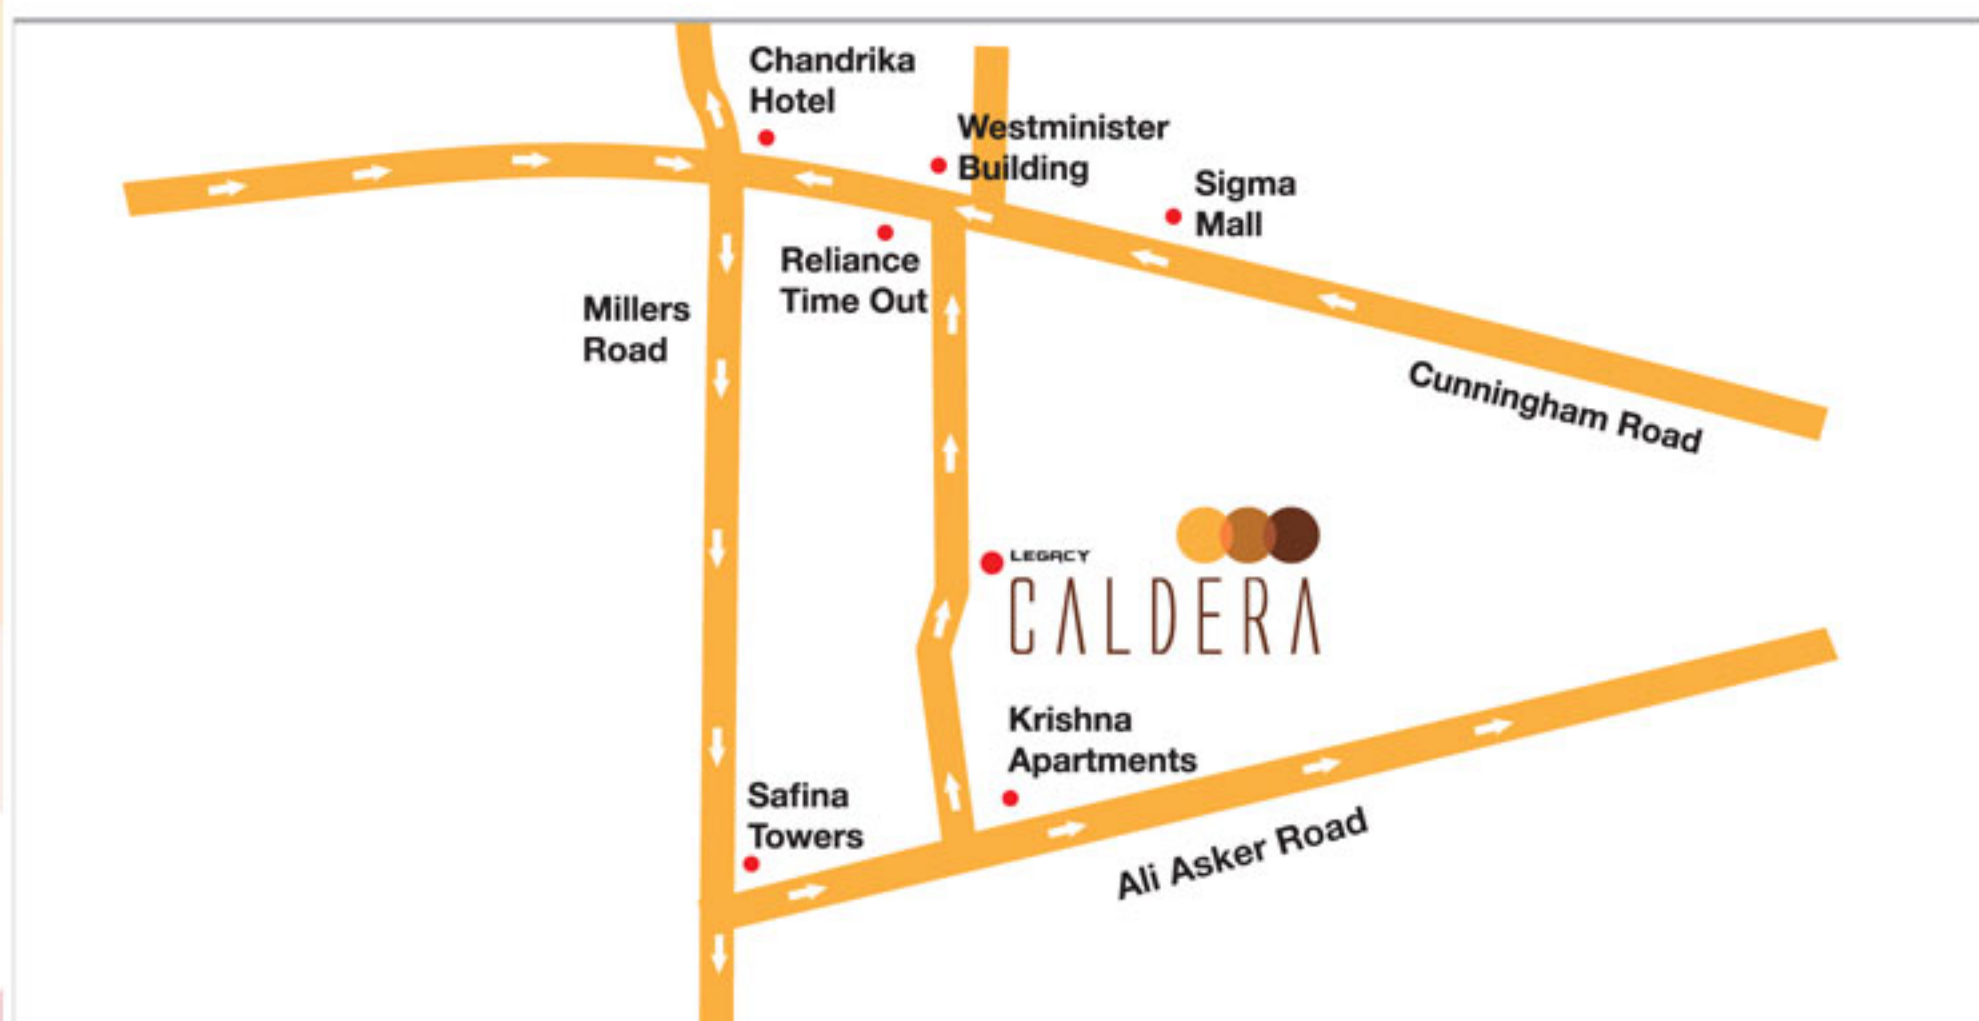 Chandrika
Hotel
Westminister
Building
Sigma
Mall
Reliance
Time Out
Millers
Road
Cunningham Road
LEGACY
CALDERA
Krishna
Apartments
Safina
Towers
Ali Asker Road